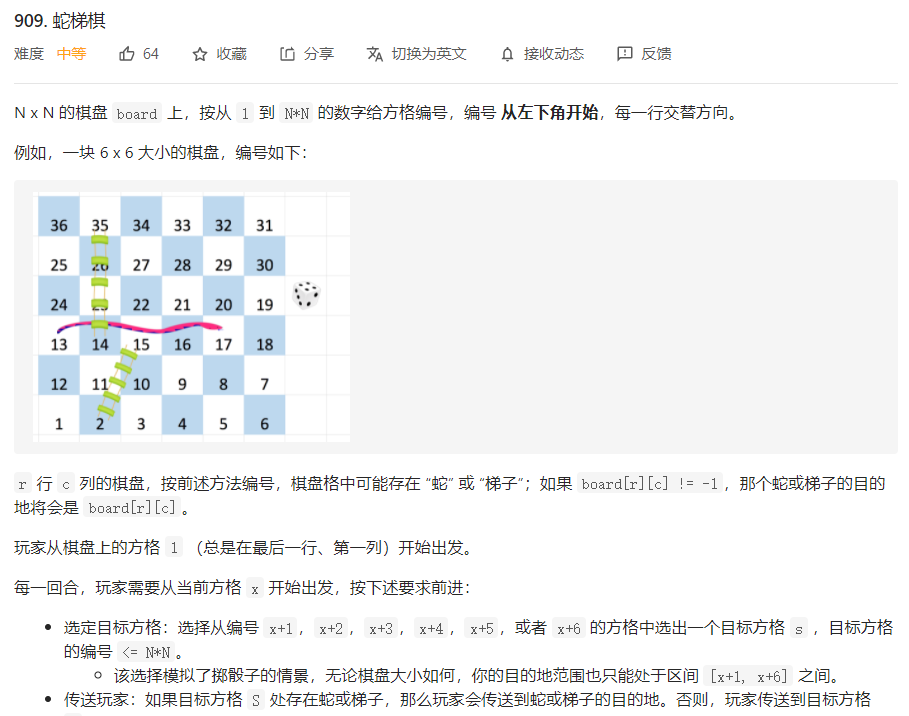 909. 蛇梯棋
难度 中等 64 收藏 分享 切换为英文 接收动态 反馈
N x N 的棋盘 board 上，按从 1 到 N*N 的数字给方格编号，编号 从左下角开始，每一行交替方向。
例如，一块 6 x 6 大小的棋盘，编号如下：
36 35 34 33 32 31
25 26 27 28 29 30
24 22 21 20 19
13 14 15 16 17 18
12 11 10 9 8 7
1 2 3 4 5 6
r 行 c 列的棋盘，按前述方法编号，棋盘格中可能存在 “蛇” 或 “梯子”；如果 board[r][c] != -1，那个蛇或梯子的目
的地将会是 board[r][c]。
玩家从棋盘上的方格 1 （总是在最后一行、第一列）开始出发。
每一回合，玩家需要从当前方格 x 开始出发，按下述要求前进：
• 选定目标方格：选择从编号 x+1，x+2，x+3，x+4，x+5，或者 x+6 的方格中选出一个目标方格 s ，目标方格
的编号 <= N*N。
◦ 该选择模拟了掷骰子的情景，无论棋盘大小如何，你的目的地范围也只能处于区间 [x+1, x+6] 之间。
• 传送玩家：如果目标方格 S 处存在蛇或梯子，那么玩家会传送到蛇或梯子的目的地。否则，玩家传送到目标方格